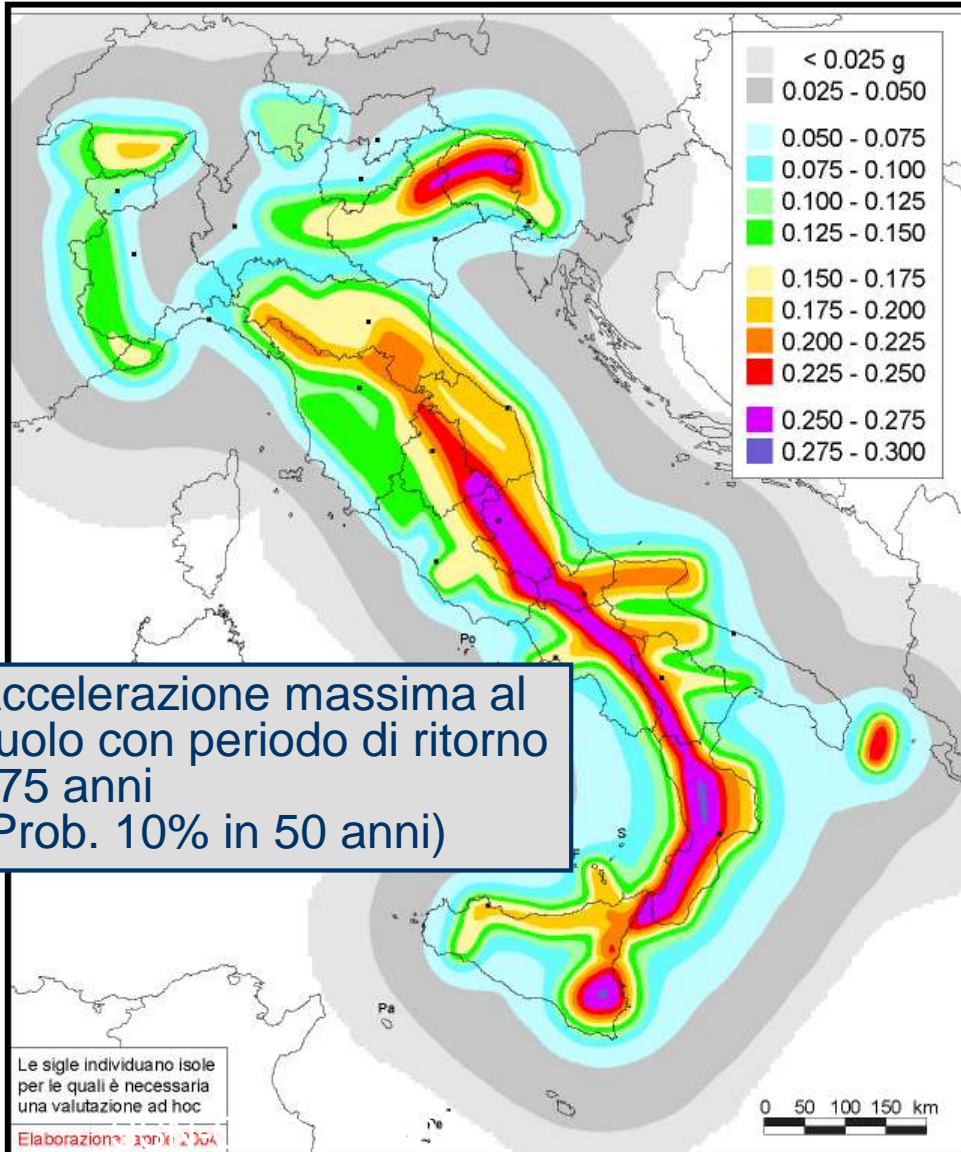 < 0.025 g
0.025 - 0.050
0.050 - 0.075
0.075 - 0.100
0.100 - 0.125
0.125 - 0.150
0.150 - 0.175
0.175 - 0.200
0.200 - 0.225
0.225 - 0.250
0.250 - 0.275
0.275 - 0.300
Po
ccelerazione massima al
uolo con periodo di ritorno
75 anni
Prob. 10% in 50 anni)
S
F
Pa
Pe
Le sigle individuano isole
per le quali è necessaria
una valutazione ad hoc
Elaborazione aprile 2004
0 50 100 150 km